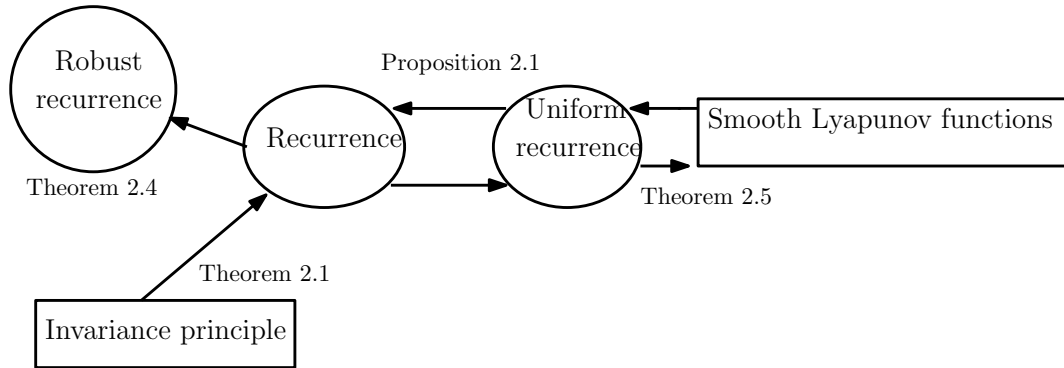 Robust
recurrence
Theorem 2.4
Proposition 2.1
Recurrence
Uniform
recurrence
Smooth Lyapunov functions
Theorem 2.5
Theorem 2.1
Invariance principle